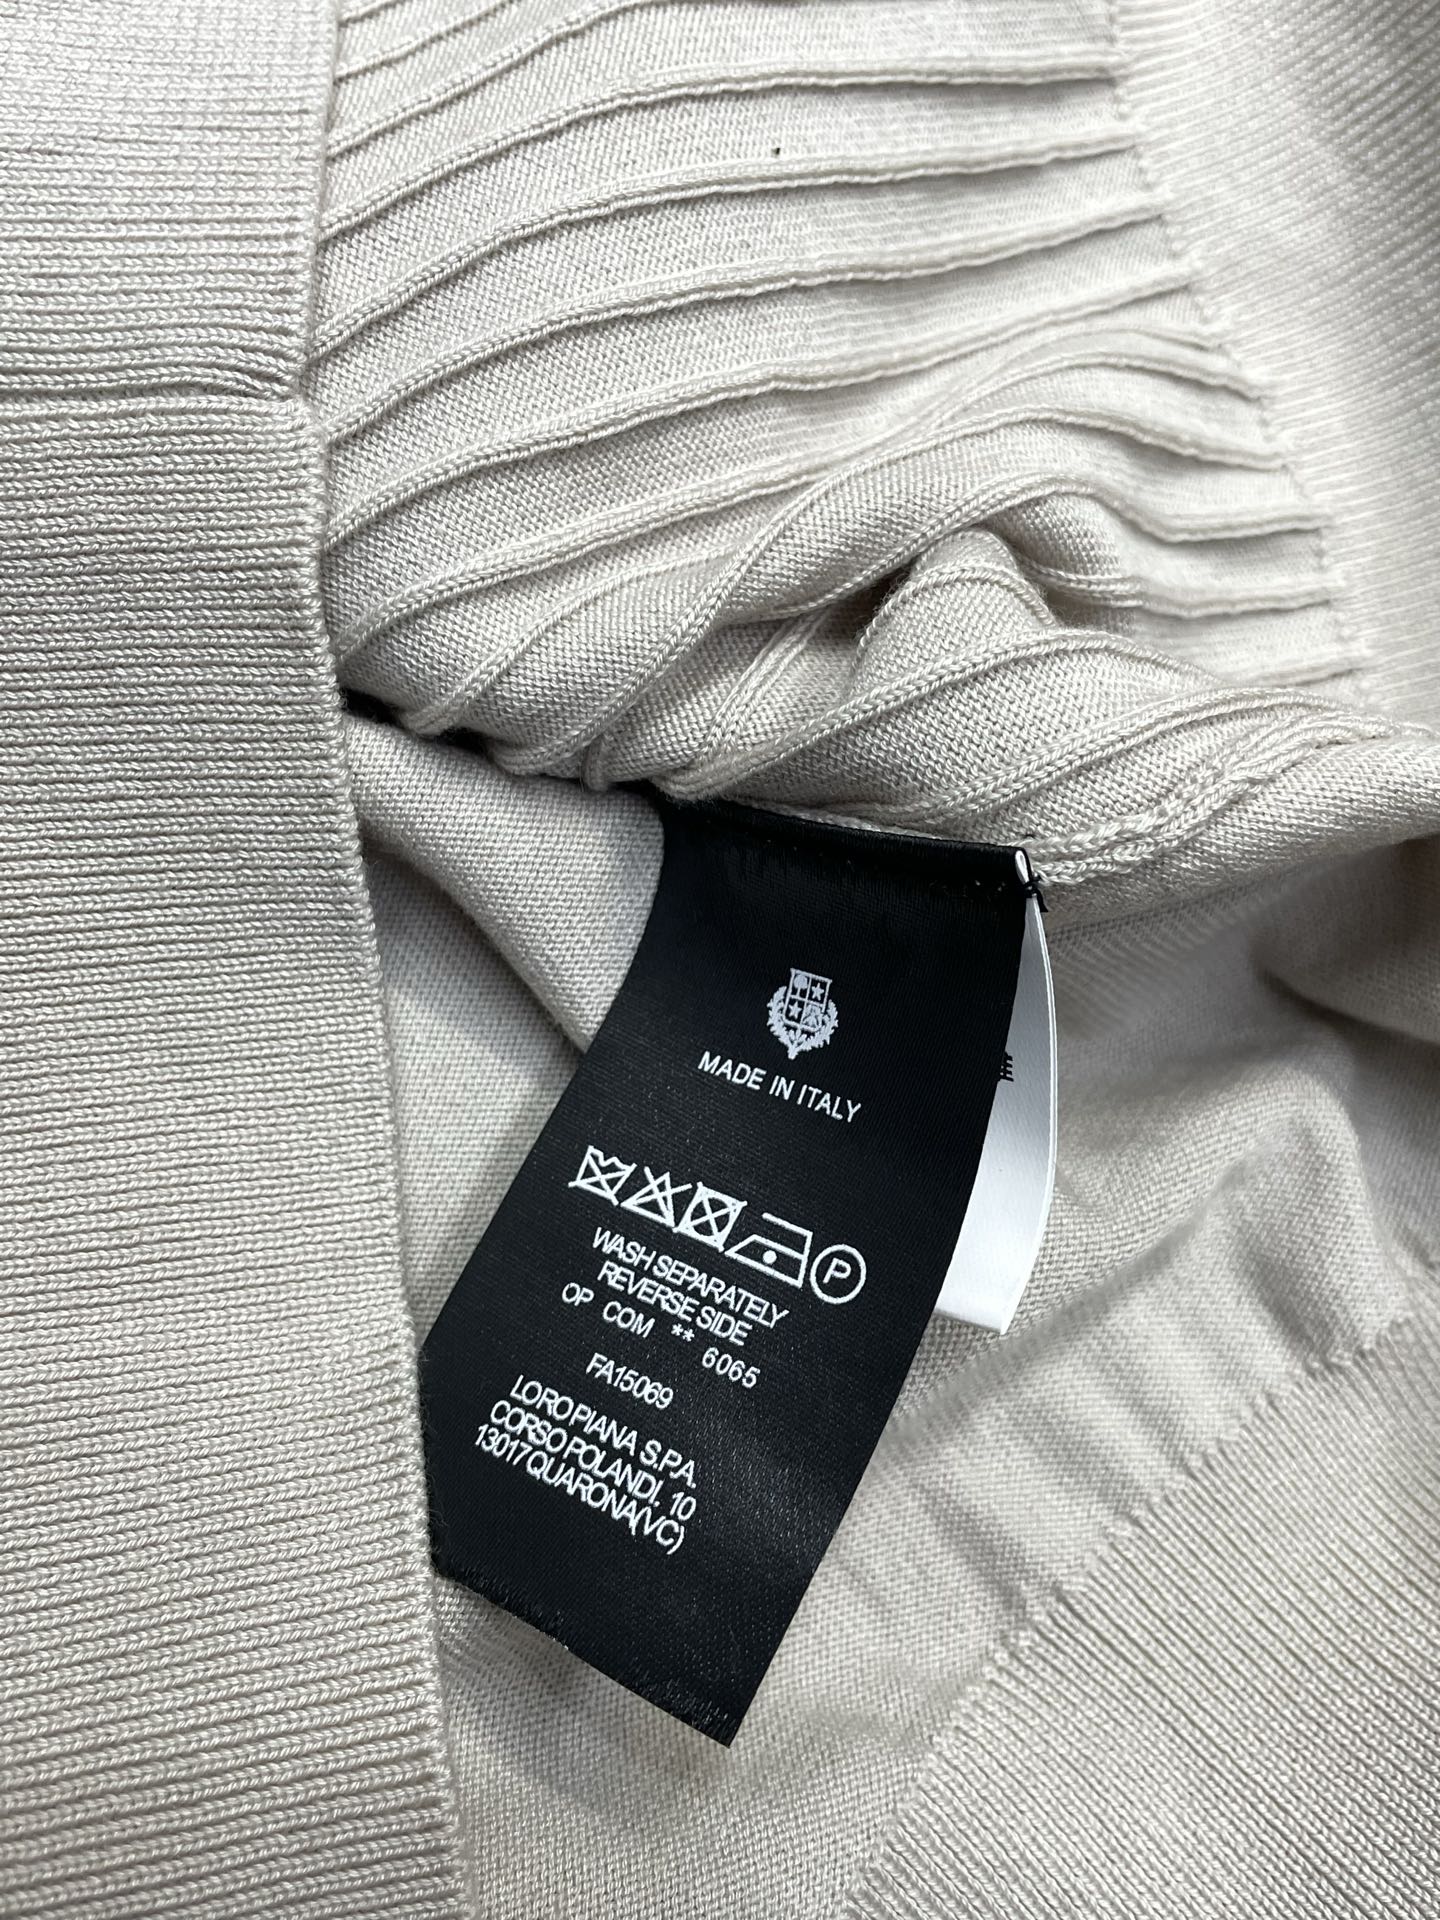 MADE IN ITALY
P
WASH SEPARATELY
REVERSE SIDE
OP COM ** 6065
FA15069
LORO PIANA S.P.A.
CORSO POLANDI, 10
13017 QUARONA(VC)